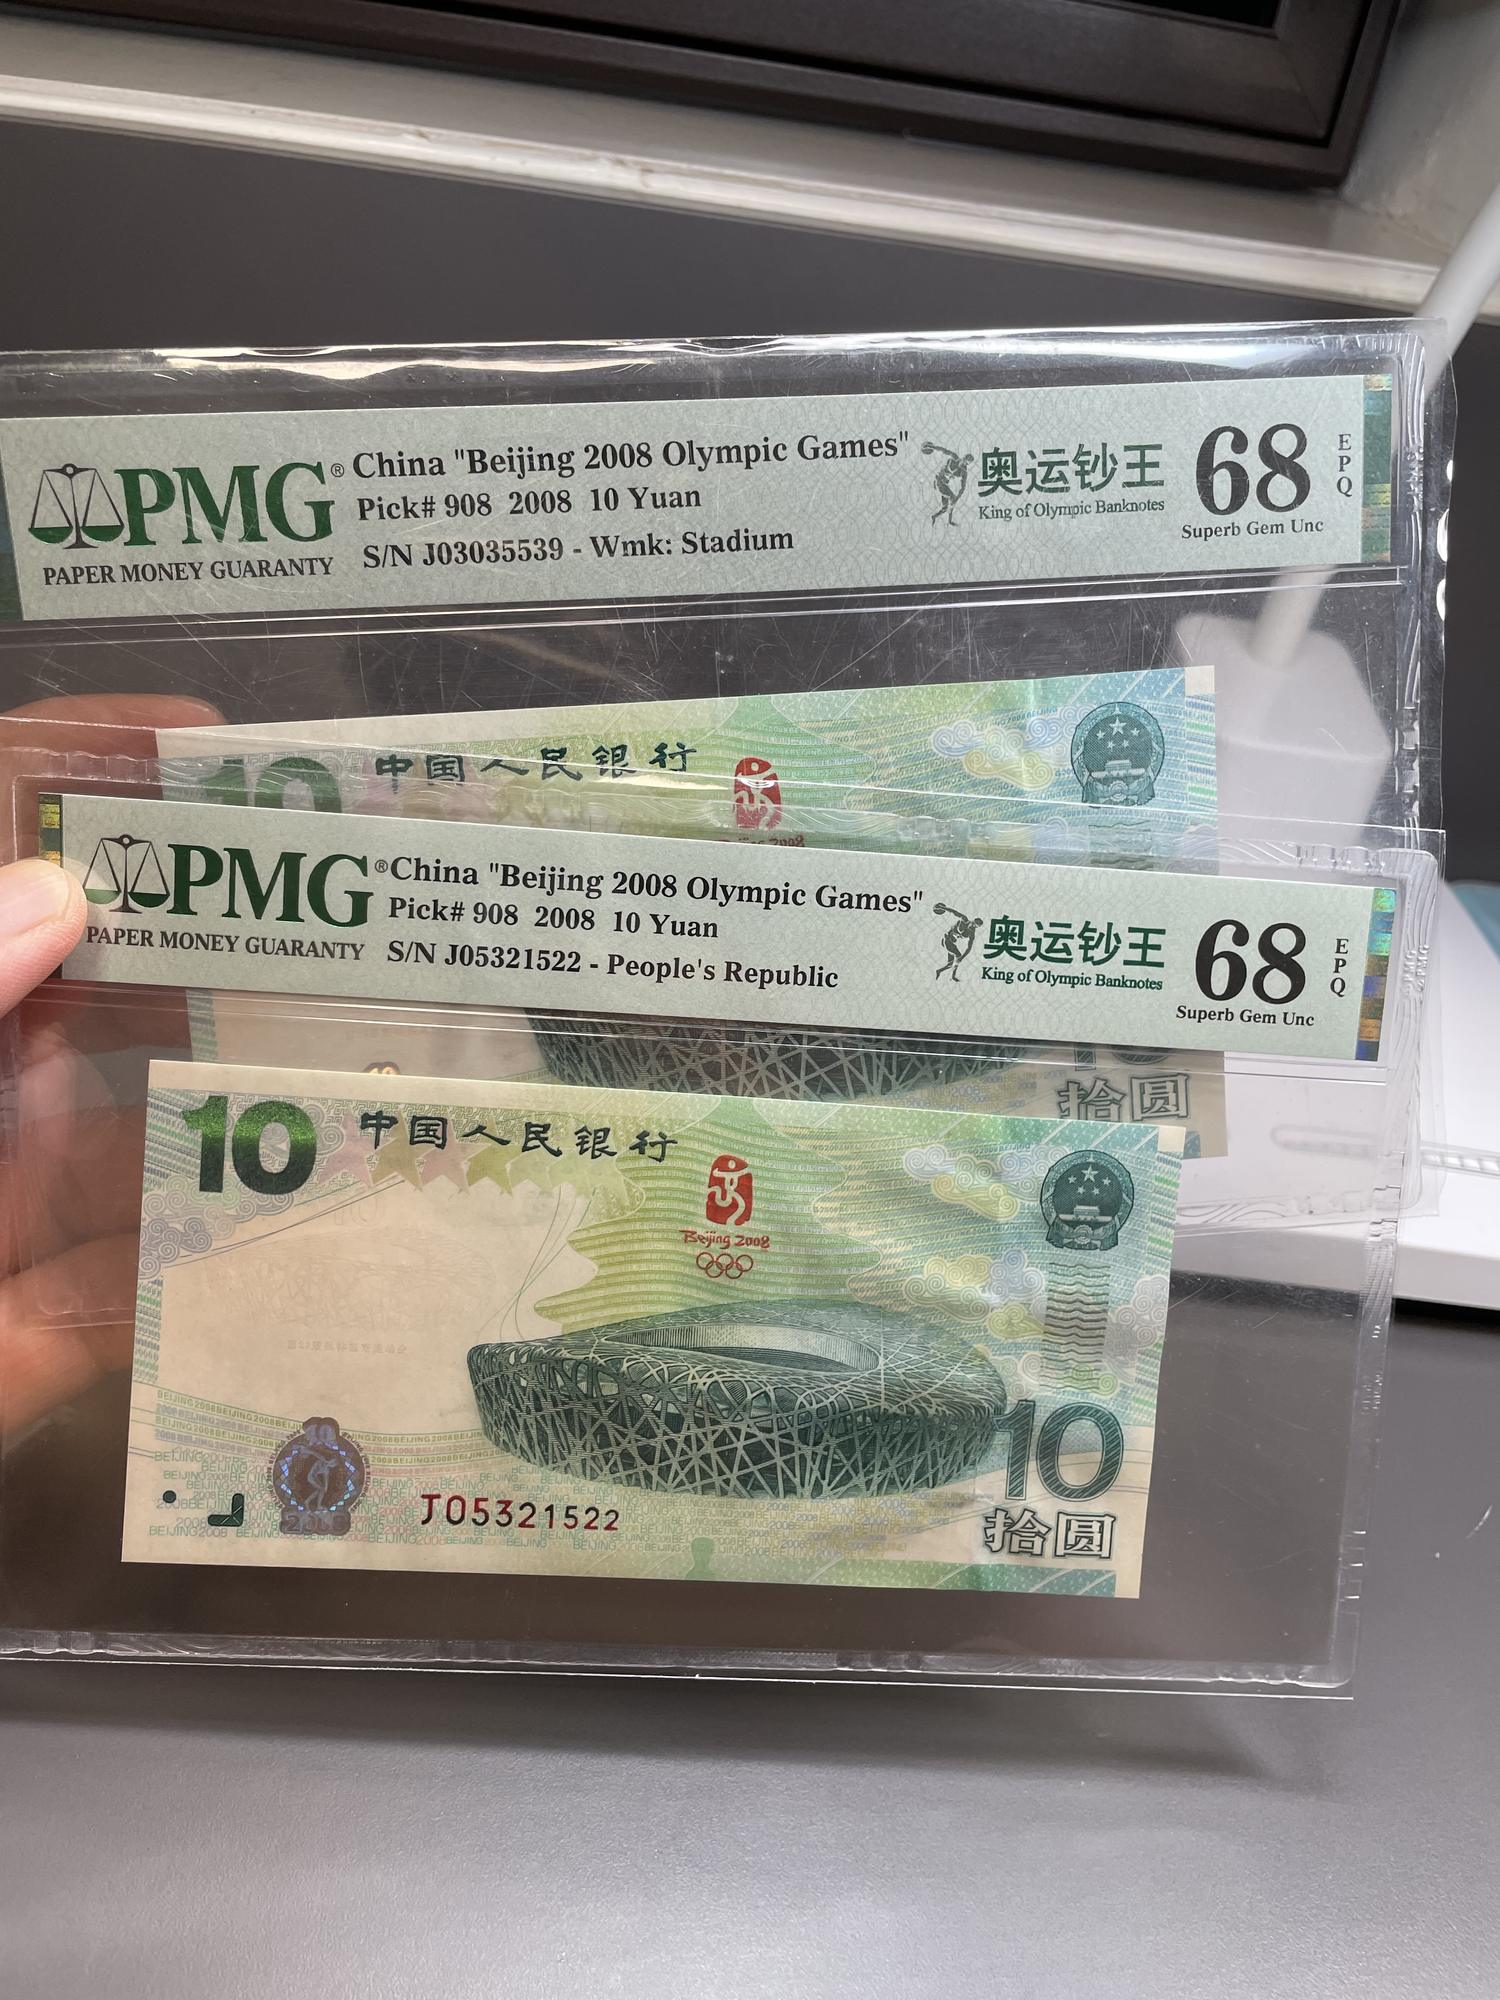 PMG®
PAPER MONEY GUARANTY
China "Beijing 2008 Olympic Games"
Pick# 908 2008 10 Yuan
S/N J03035539 - Wmk: Stadium
奥运钞王
King of Olympic Banknotes
68
EPQ
Superb Gem Unc
10
中国人民银行
Beijing 2008
PMG®
PAPER MONEY GUARANTY
China "Beijing 2008 Olympic Games"
Pick# 908 2008 10 Yuan
S/N J05321522 - People's Republic
奥运钞王
King of Olympic Banknotes
68
EPQ
Superb Gem Unc
10
拾圆
10
中国人民银行
Beijing 2008
10
拾圆
J05321522